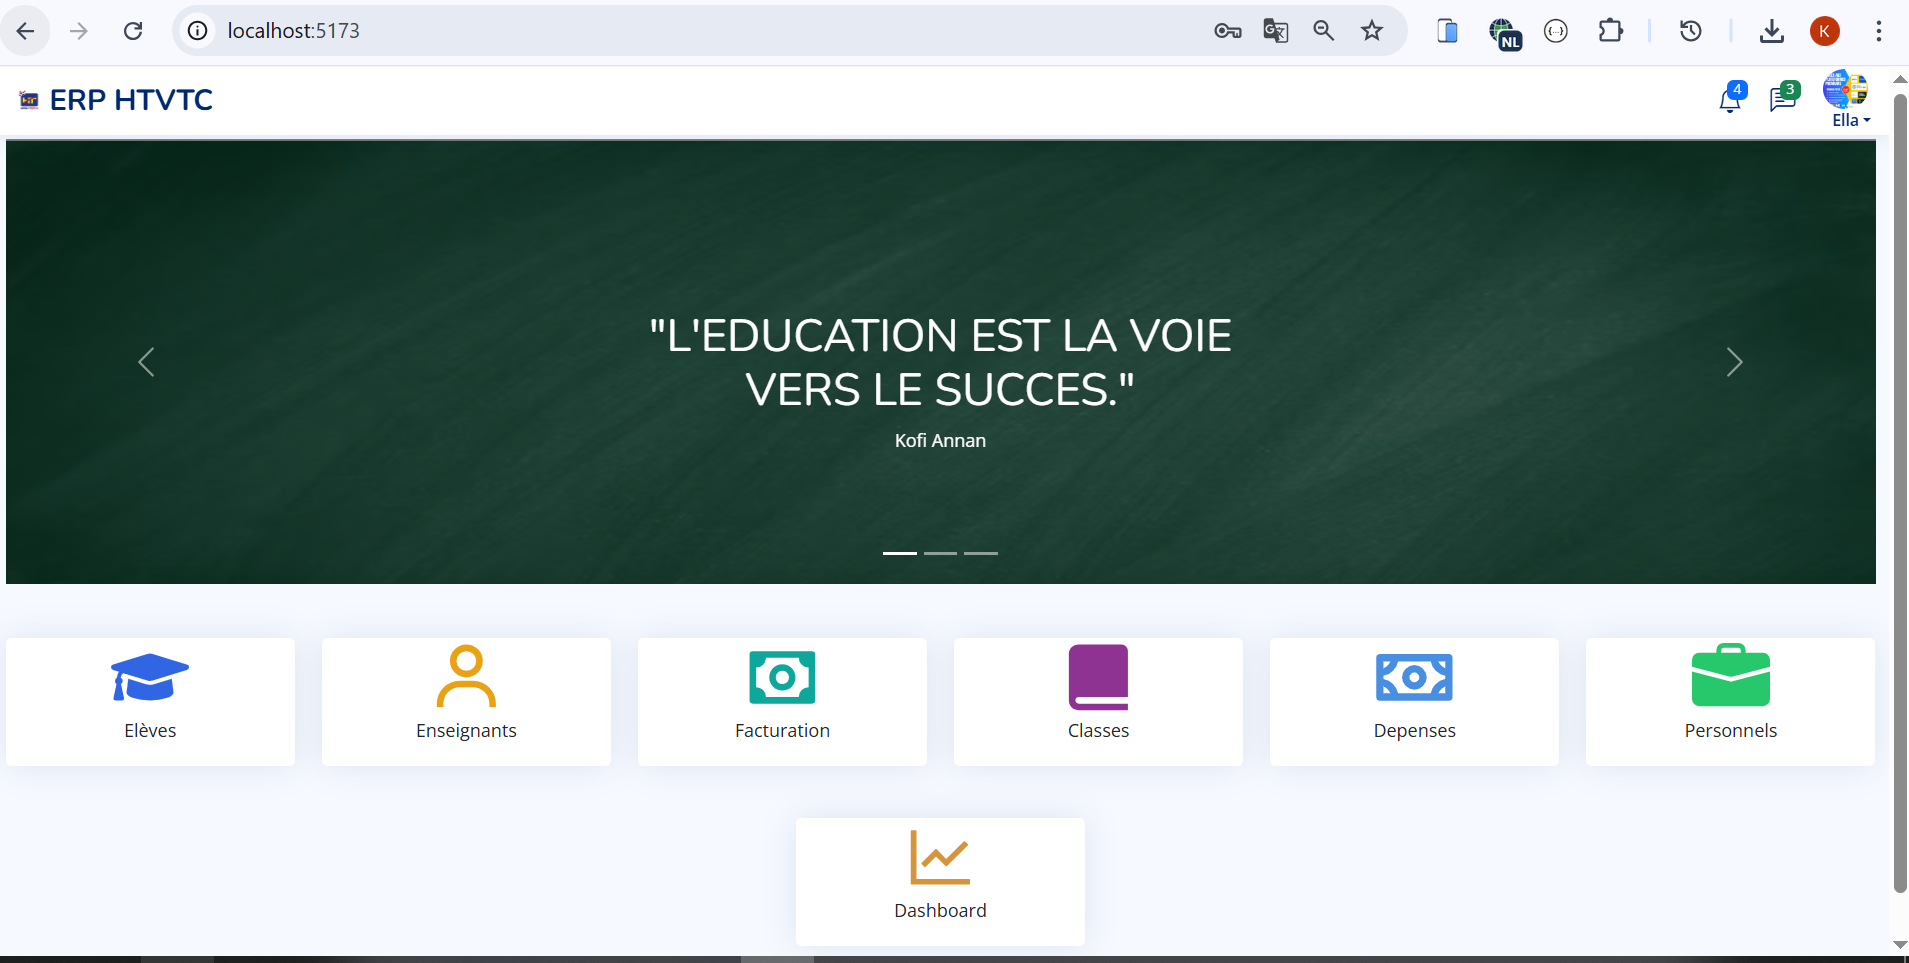 localhost:5173
NL
K
ERP HTVTC
4
3
Ella
"L'EDUCATION EST LA VOIE
VERS LE SUCCES."
Kofi Annan
Elèves
Enseignants
Facturation
Classes
Depenses
Personnels
Dashboard